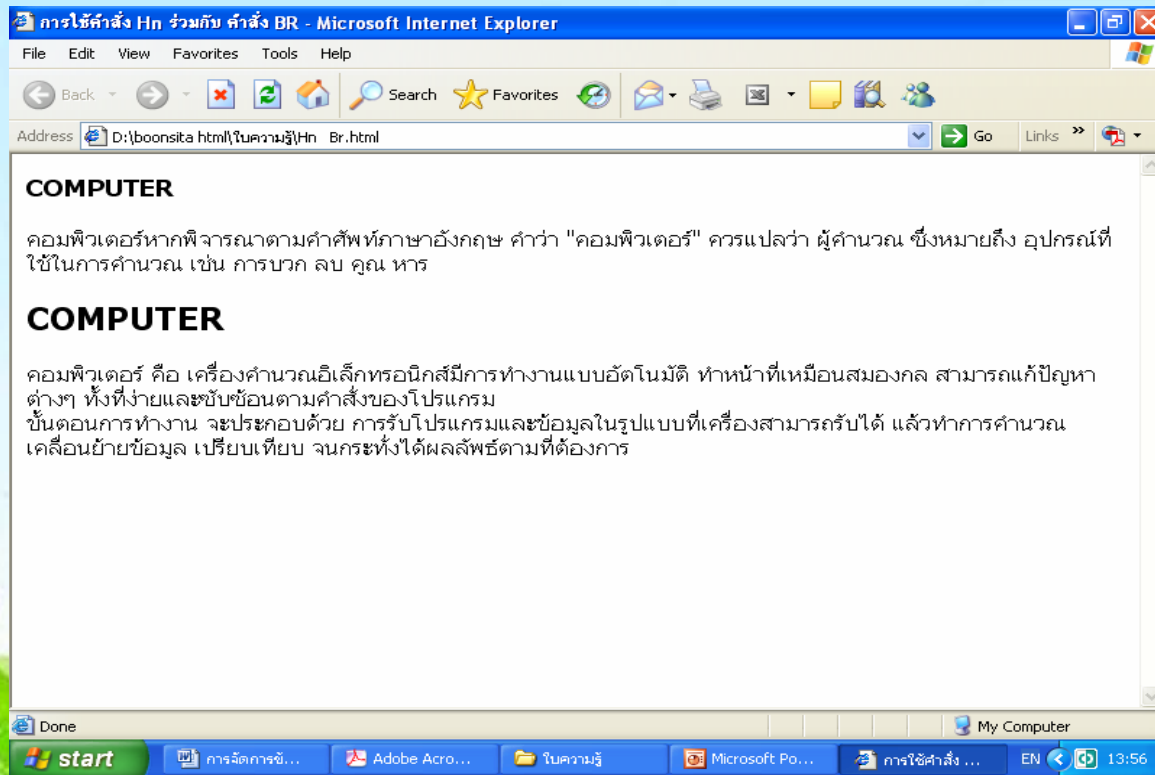 การใช้คำสั่ง Hn ร่วมกับ คำสั่ง BR - Microsoft Internet Explorer
File Edit View Favorites Tools Help
Back Search Favorites
Address D:\boonsita html\ใบความรู้\Hn Br.html Go Links »
COMPUTER
คอมพิวเตอร์หากพิจารณาตามคำศัพท์ภาษาอังกฤษ คำว่า "คอมพิวเตอร์" ควรแปลว่า ผู้คำนวณ ซึ่งหมายถึง อุปกรณ์ที่
ใช้ในการคำนวณ เช่น การบวก ลบ คูณ หาร
COMPUTER
คอมพิวเตอร์ คือ เครื่องคำนวณอิเล็กทรอนิกส์มีการทำงานแบบอัตโนมัติ ทำหน้าที่เหมือนสมองกล สามารถแก้ปัญหา
ต่างๆ ทั้งที่ง่ายและซับซ้อนตามคำสั่งของโปรแกรม
ขั้นตอนการทำงาน จะประกอบด้วย การรับโปรแกรมและข้อมูลในรูปแบบที่เครื่องสามารถรับได้ แล้วทำการคำนวณ
เคลื่อนย้ายข้อมูล เปรียบเทียบ จนกระทั่งได้ผลลัพธ์ตามที่ต้องการ
Done My Computer
start การจัดการข้... Adobe Acro... ใบความรู้ Microsoft Po... การใช้คำสั่ง ... EN 13:56